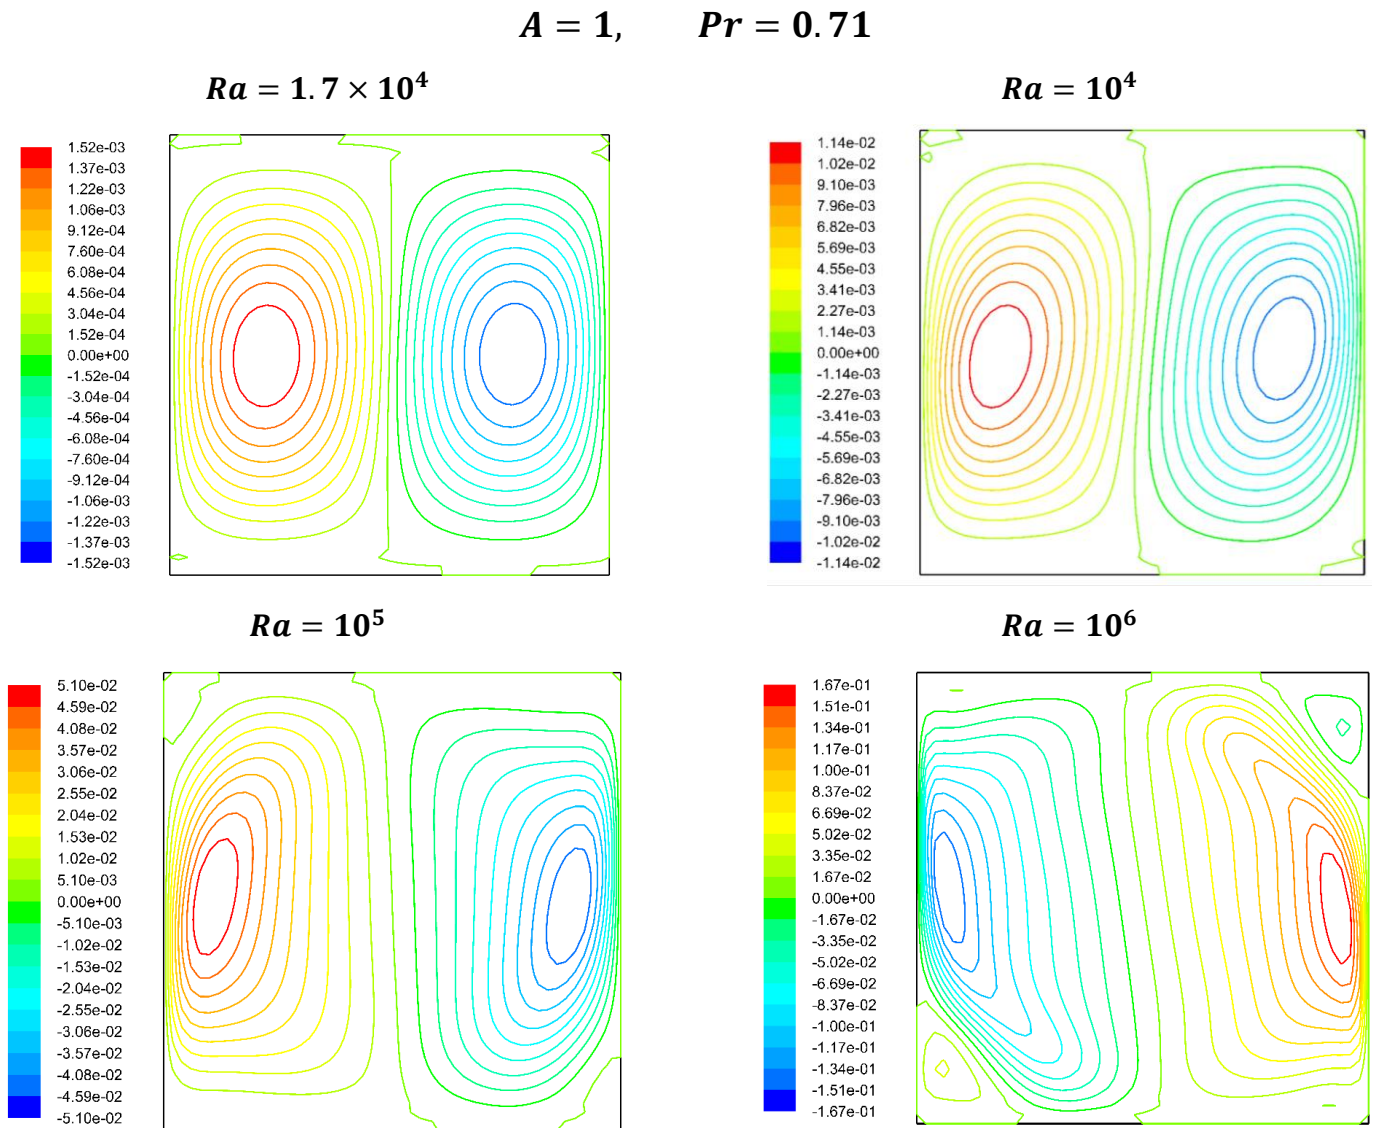 A = 1, Pr = 0.71
Ra = 1.7 × 10⁴
Ra = 10⁴
1.52e-03
1.37e-03
1.22e-03
1.06e-03
9.12e-04
7.60e-04
6.08e-04
4.56e-04
3.04e-04
1.52e-04
0.00e+00
-1.52e-04
-3.04e-04
-4.56e-04
-6.08e-04
-7.60e-04
-9.12e-04
-1.06e-03
-1.22e-03
-1.37e-03
-1.52e-03
1.14e-02
1.02e-02
9.10e-03
7.96e-03
6.82e-03
5.69e-03
4.55e-03
3.41e-03
2.27e-03
1.14e-03
0.00e+00
-1.14e-03
-2.27e-03
-3.41e-03
-4.55e-03
-5.69e-03
-6.82e-03
-7.96e-03
-9.10e-03
-1.02e-02
-1.14e-02
Ra = 10⁵
Ra = 10⁶
5.10e-02
4.59e-02
4.08e-02
3.57e-02
3.06e-02
2.55e-02
2.04e-02
1.53e-02
1.02e-02
5.10e-03
0.00e+00
-5.10e-03
-1.02e-02
-1.53e-02
-2.04e-02
-2.55e-02
-3.06e-02
-3.57e-02
-4.08e-02
-4.59e-02
-5.10e-02
1.67e-01
1.51e-01
1.34e-01
1.17e-01
1.00e-01
8.37e-02
6.69e-02
5.02e-02
3.35e-02
1.67e-02
0.00e+00
-1.67e-02
-3.35e-02
-5.02e-02
-6.69e-02
-8.37e-02
-1.00e-01
-1.17e-01
-1.34e-01
-1.51e-01
-1.67e-01